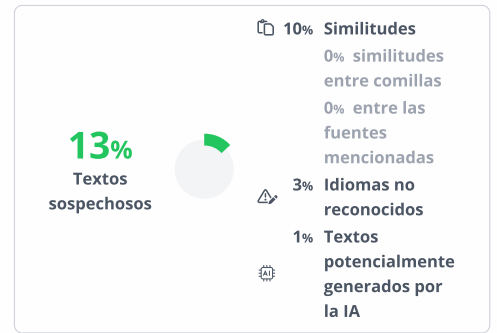 13%
Textos
sospechosos
10% Similitudes
0% similitudes
entre comillas
0% entre las
fuentes
mencionadas
3% Idiomas no
reconocidos
1% Textos
potencialmente
generados por
la IA
AI